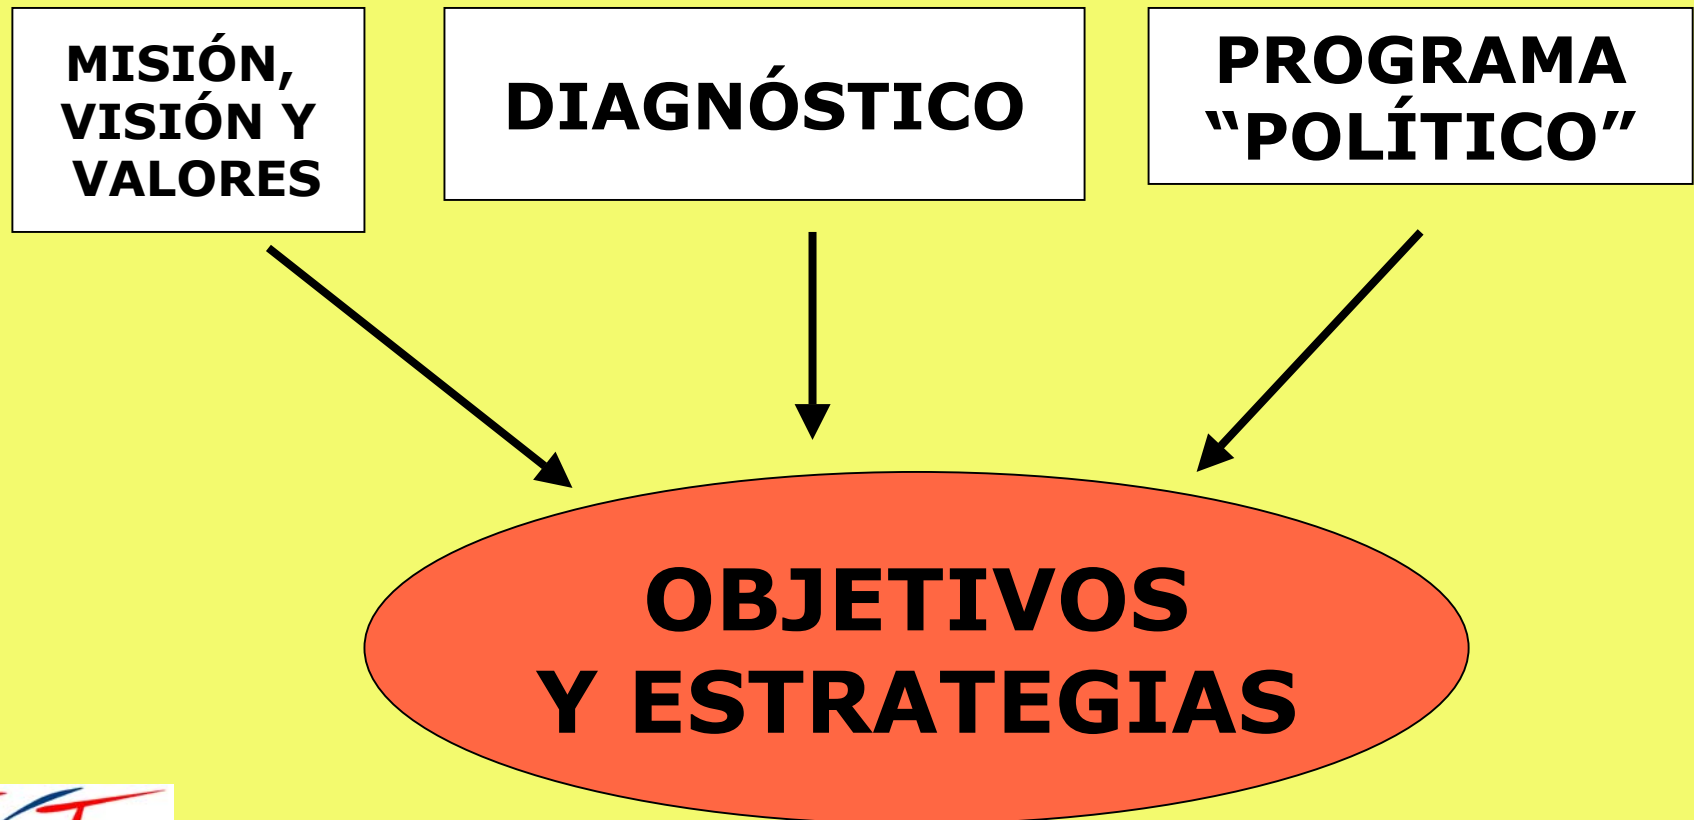 MISIÓN,
VISIÓN Y
VALORES
DIAGNÓSTICO
PROGRAMA
“POLÍTICO”
OBJETIVOS
Y ESTRATEGIAS